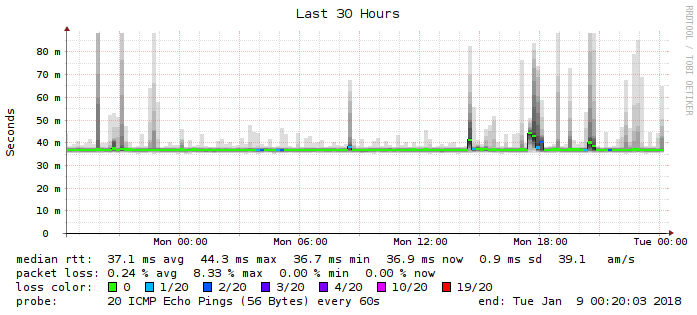 Last 30 Hours
RRDTOOL / TOBI OETIKER
Seconds
80 m
70 m
60 m
50 m
40 m
30 m
20 m
10 m
0
Mon 00:00 Mon 06:00 Mon 12:00 Mon 18:00 Tue 00:00
median rtt: 37.1 ms avg 44.3 ms max 36.7 ms min 36.9 ms now 0.9 ms sd 39.1 am/s
packet loss: 0.24 % avg 8.33 % max 0.00 % min 0.00 % now
loss color: 0 1/20 2/20 3/20 4/20 10/20 19/20
probe: 20 ICMP Echo Pings (56 Bytes) every 60s end: Tue Jan 9 00:20:03 2018